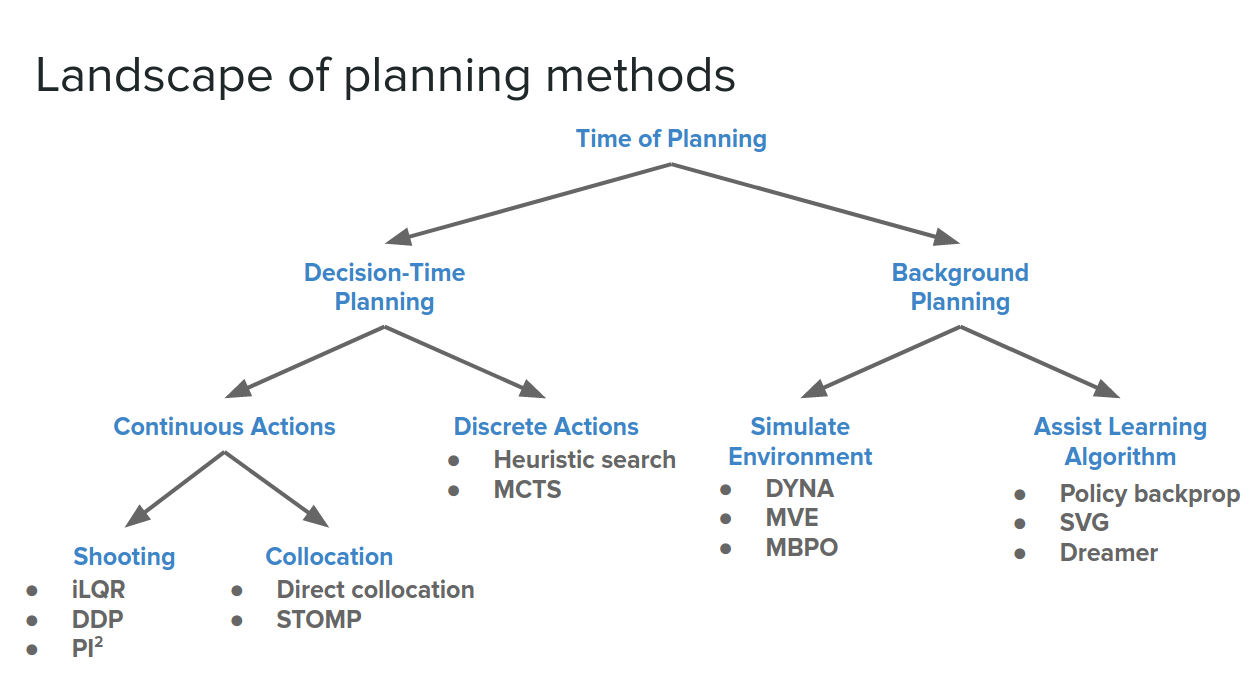 Landscape of planning methods
Time of Planning
Decision-Time
Planning
Background
Planning
Continuous Actions
Discrete Actions
● Heuristic search
● MCTS
Simulate
Environment
● DYNA
● MVE
● MBPO
Assist Learning
Algorithm
● Policy backprop
● SVG
● Dreamer
Shooting
● iLQR
● DDP
● PI²
Collocation
● Direct collocation
● STOMP